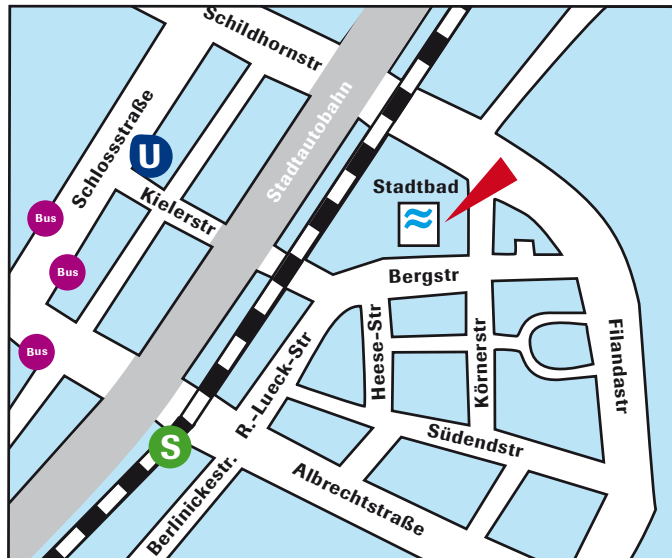 Schildhornstr
Stadtautobahn
Schlossstraße
U
Stadtbad
Kielerstr
Bus
Bus
Bergstr
Bus
Heese-Str
Körnerstr
Filandastr
R.-Lueck-Str
S
Südendstr
Albrechtstraße
Berlinickestr.